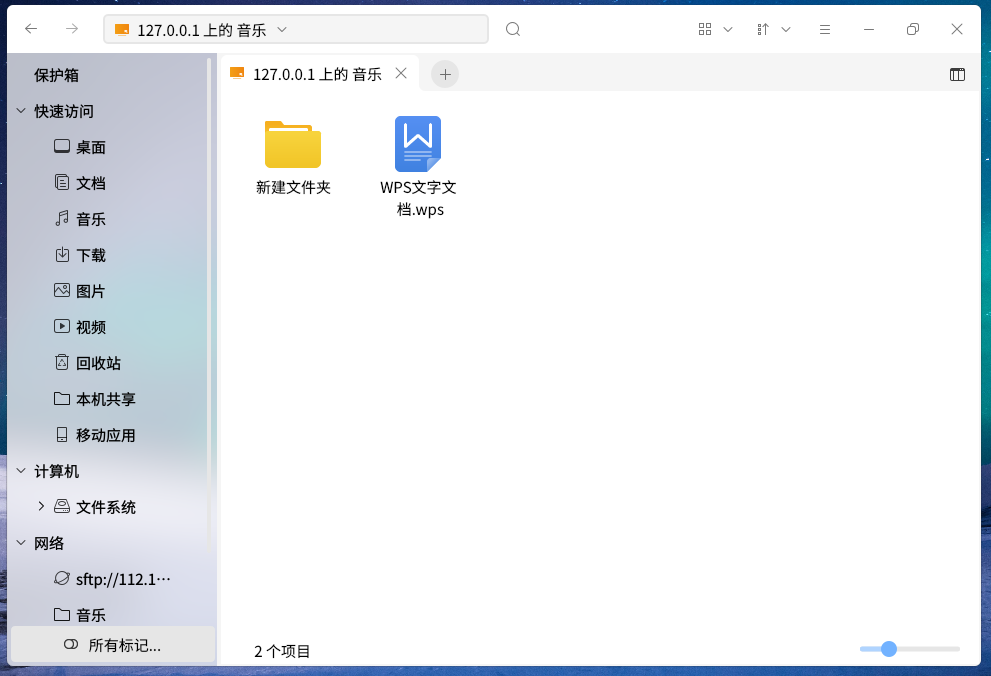 127.0.0.1 上的 音乐
保护箱
快速访问
桌面
文档
音乐
下载
图片
视频
回收站
本机共享
移动应用
计算机
文件系统
网络
sftp://112.1···
音乐
所有标记...
127.0.0.1 上的 音乐
新建文件夹
WPS文字文
档.wps
2 个项目